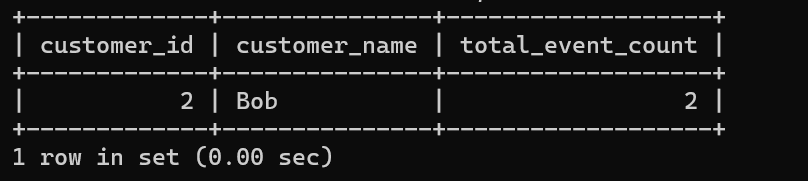 +-------------+---------------+-------------------+
| customer_id | customer_name | total_event_count |
+-------------+---------------+-------------------+
|           2 | Bob           |                 2 |
+-------------+---------------+-------------------+
1 row in set (0.00 sec)